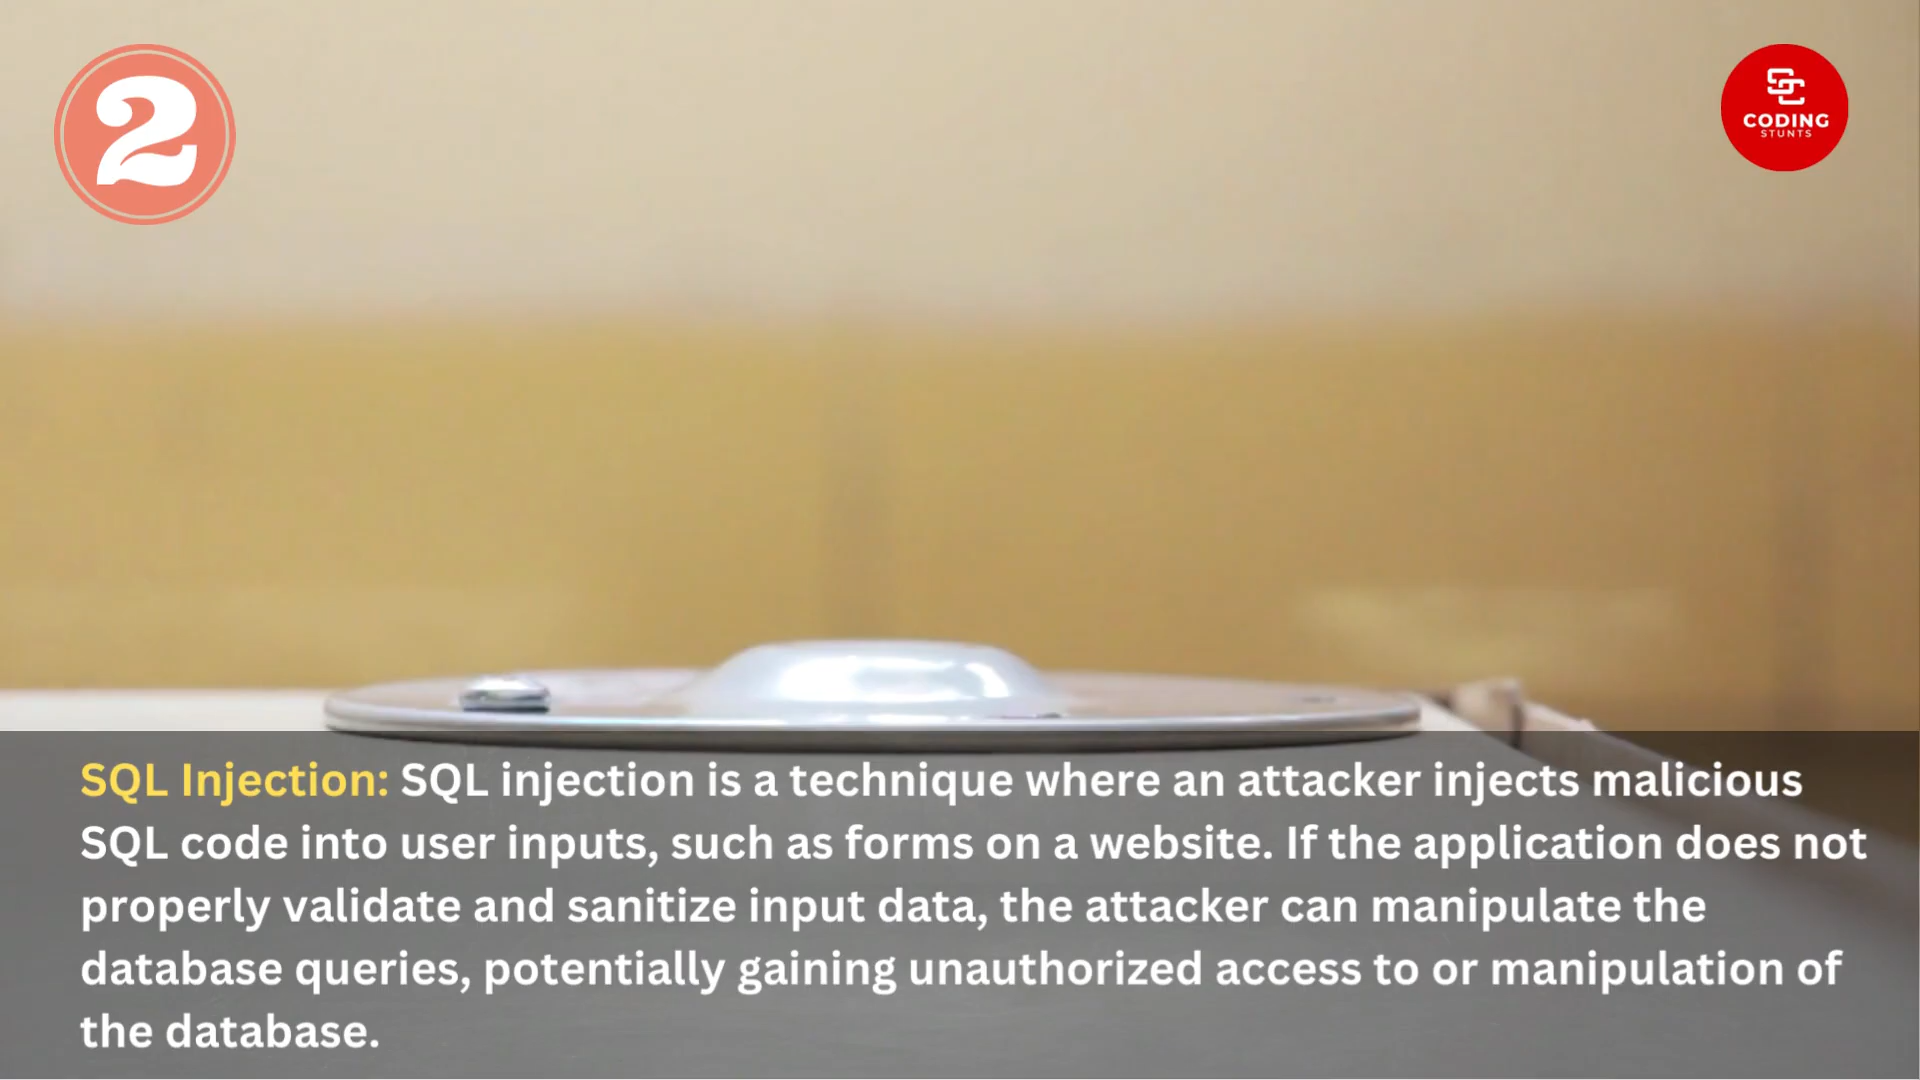 2
CODING
STUNTS
SQL Injection: SQL injection is a technique where an attacker injects malicious
SQL code into user inputs, such as forms on a website. If the application does not
properly validate and sanitize input data, the attacker can manipulate the
database queries, potentially gaining unauthorized access to or manipulation of
the database.